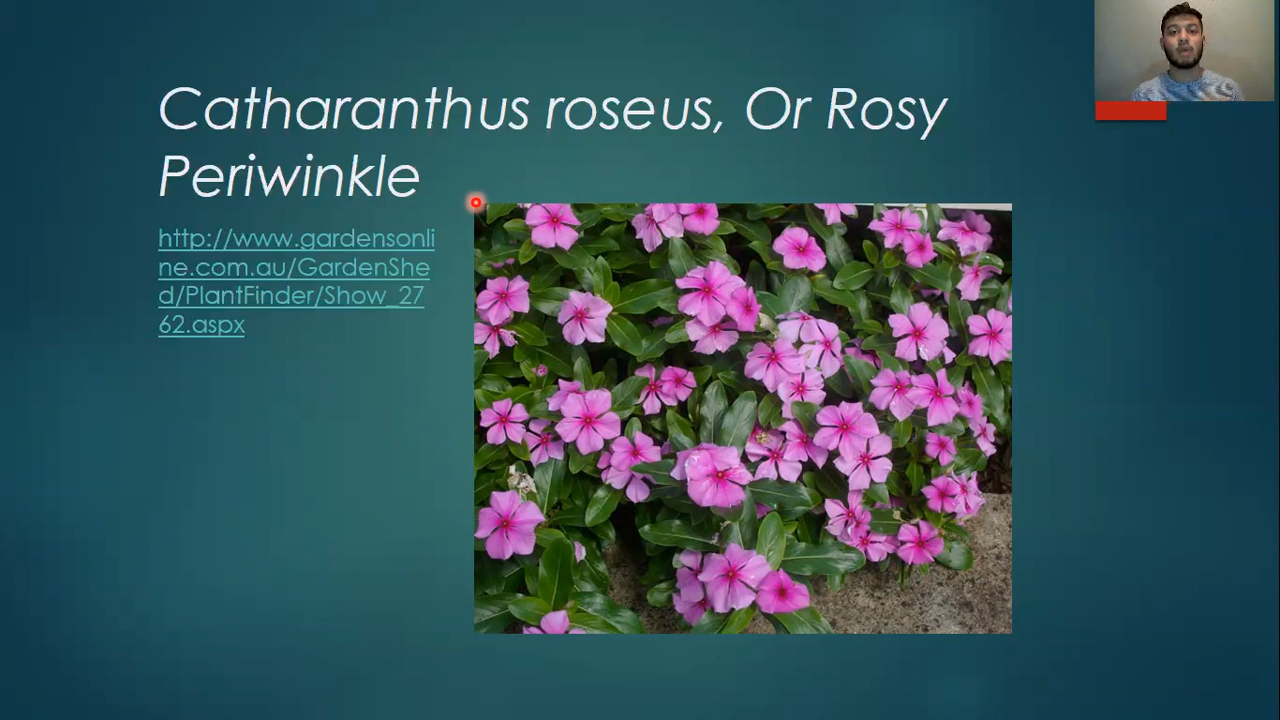 Catharanthus roseus, Or Rosy
Periwinkle
http://www.gardensonli
ne.com.au/GardenShe
d/PlantFinder/Show_27
62.aspx